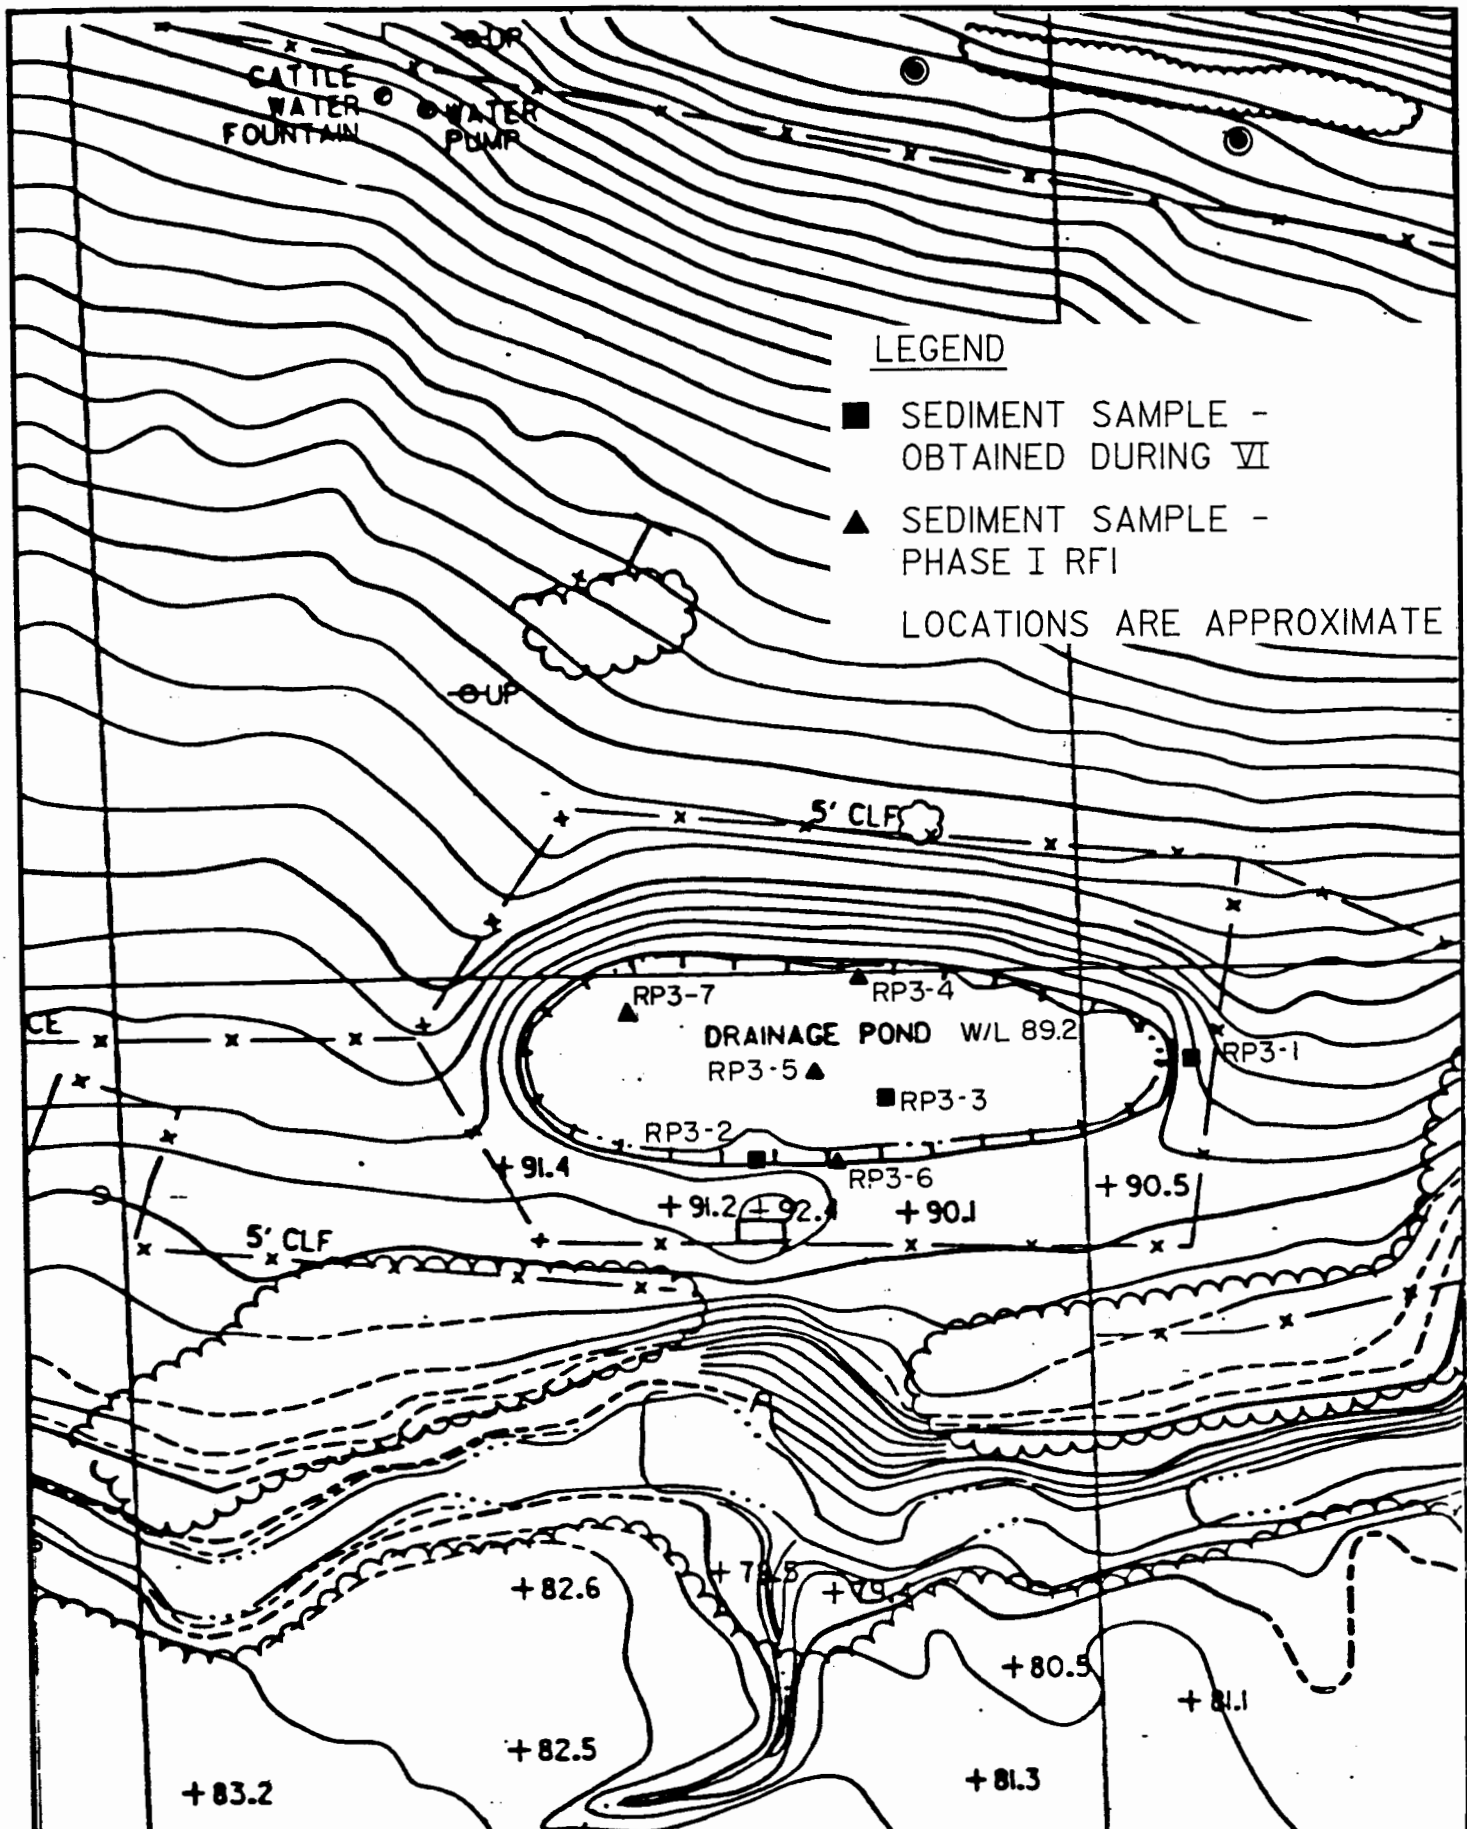 UP
CATTLE
WATER
FOUNTAIN
WATER
PUMP
LEGEND
SEDIMENT SAMPLE -
OBTAINED DURING VI
SEDIMENT SAMPLE -
PHASE I RFI
LOCATIONS ARE APPROXIMATE
UP
5' CLF
RP3-7
RP3-4
CE
DRAINAGE POND W/L 89.2
RP3-1
RP3-5
RP3-3
RP3-2
+91.4
RP3-6
+90.5
+91.2
+92.4
+90.1
5' CLF
+82.6
+80.5
+81.1
+82.5
+81.3
+83.2